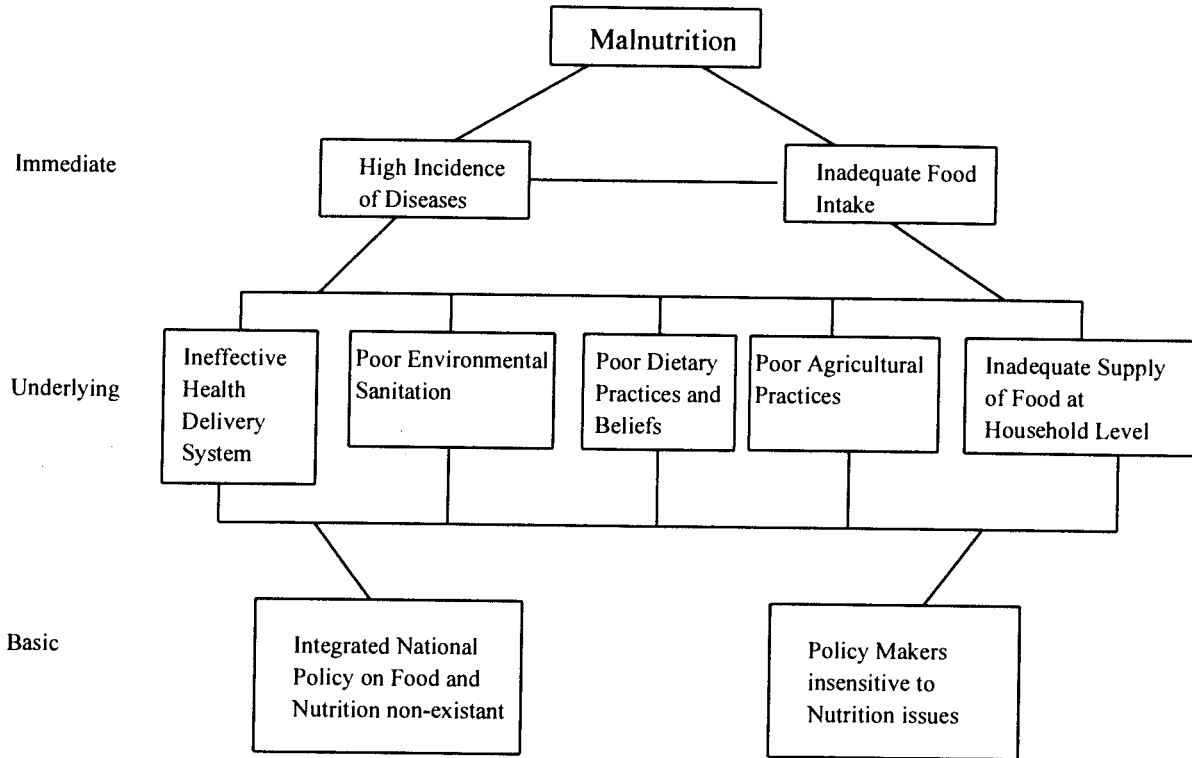 Malnutrition
Immediate
High Incidence
of Diseases
Inadequate Food
Intake
Underlying
Ineffective
Health
Delivery
System
Poor Environmental
Sanitation
Poor Dietary
Practices and
Beliefs
Poor Agricultural
Practices
Inadequate Supply
of Food at
Household Level
Basic
Integrated National
Policy on Food and
Nutrition non-existant
Policy Makers
insensitive to
Nutrition issues